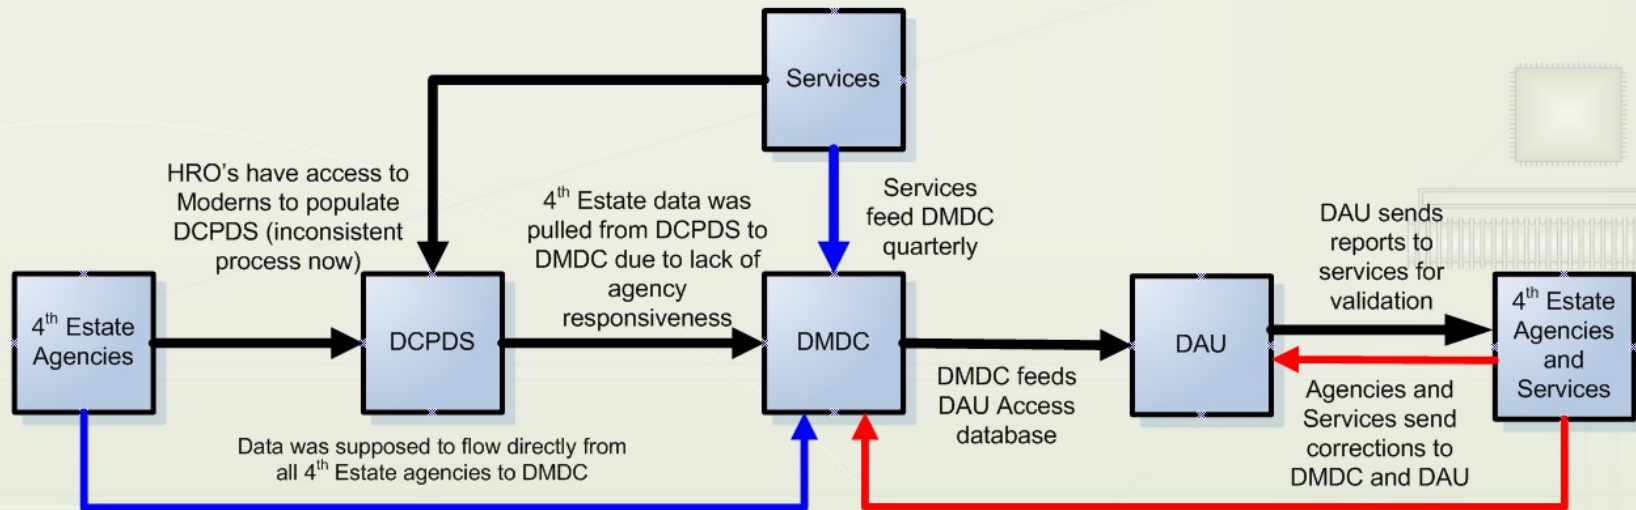 Services
HRO's have access to
Moderns to populate
DCPDS (inconsistent
process now)
4th Estate data was
pulled from DCPDS to
DMDC due to lack of
agency
responsiveness
Services
feed DMDC
quarterly
DAU sends
reports to
services for
validation
4th Estate
Agencies
DCPDS
DMDC
DAU
4th Estate
Agencies
and
Services
Data was supposed to flow directly from
all 4th Estate agencies to DMDC
DMDC feeds
DAU Access
database
Agencies and
Services send
corrections to
DMDC and DAU